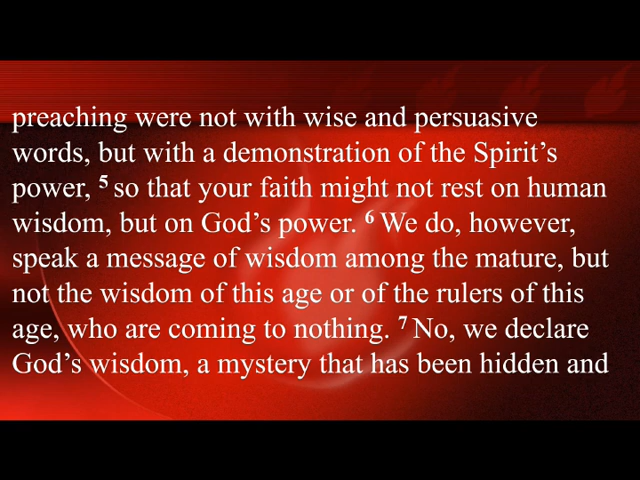 preaching were not with wise and persuasive
words, but with a demonstration of the Spirit’s
power, 5 so that your faith might not rest on human
wisdom, but on God’s power. 6 We do, however,
speak a message of wisdom among the mature, but
not the wisdom of this age or of the rulers of this
age, who are coming to nothing. 7 No, we declare
God’s wisdom, a mystery that has been hidden and